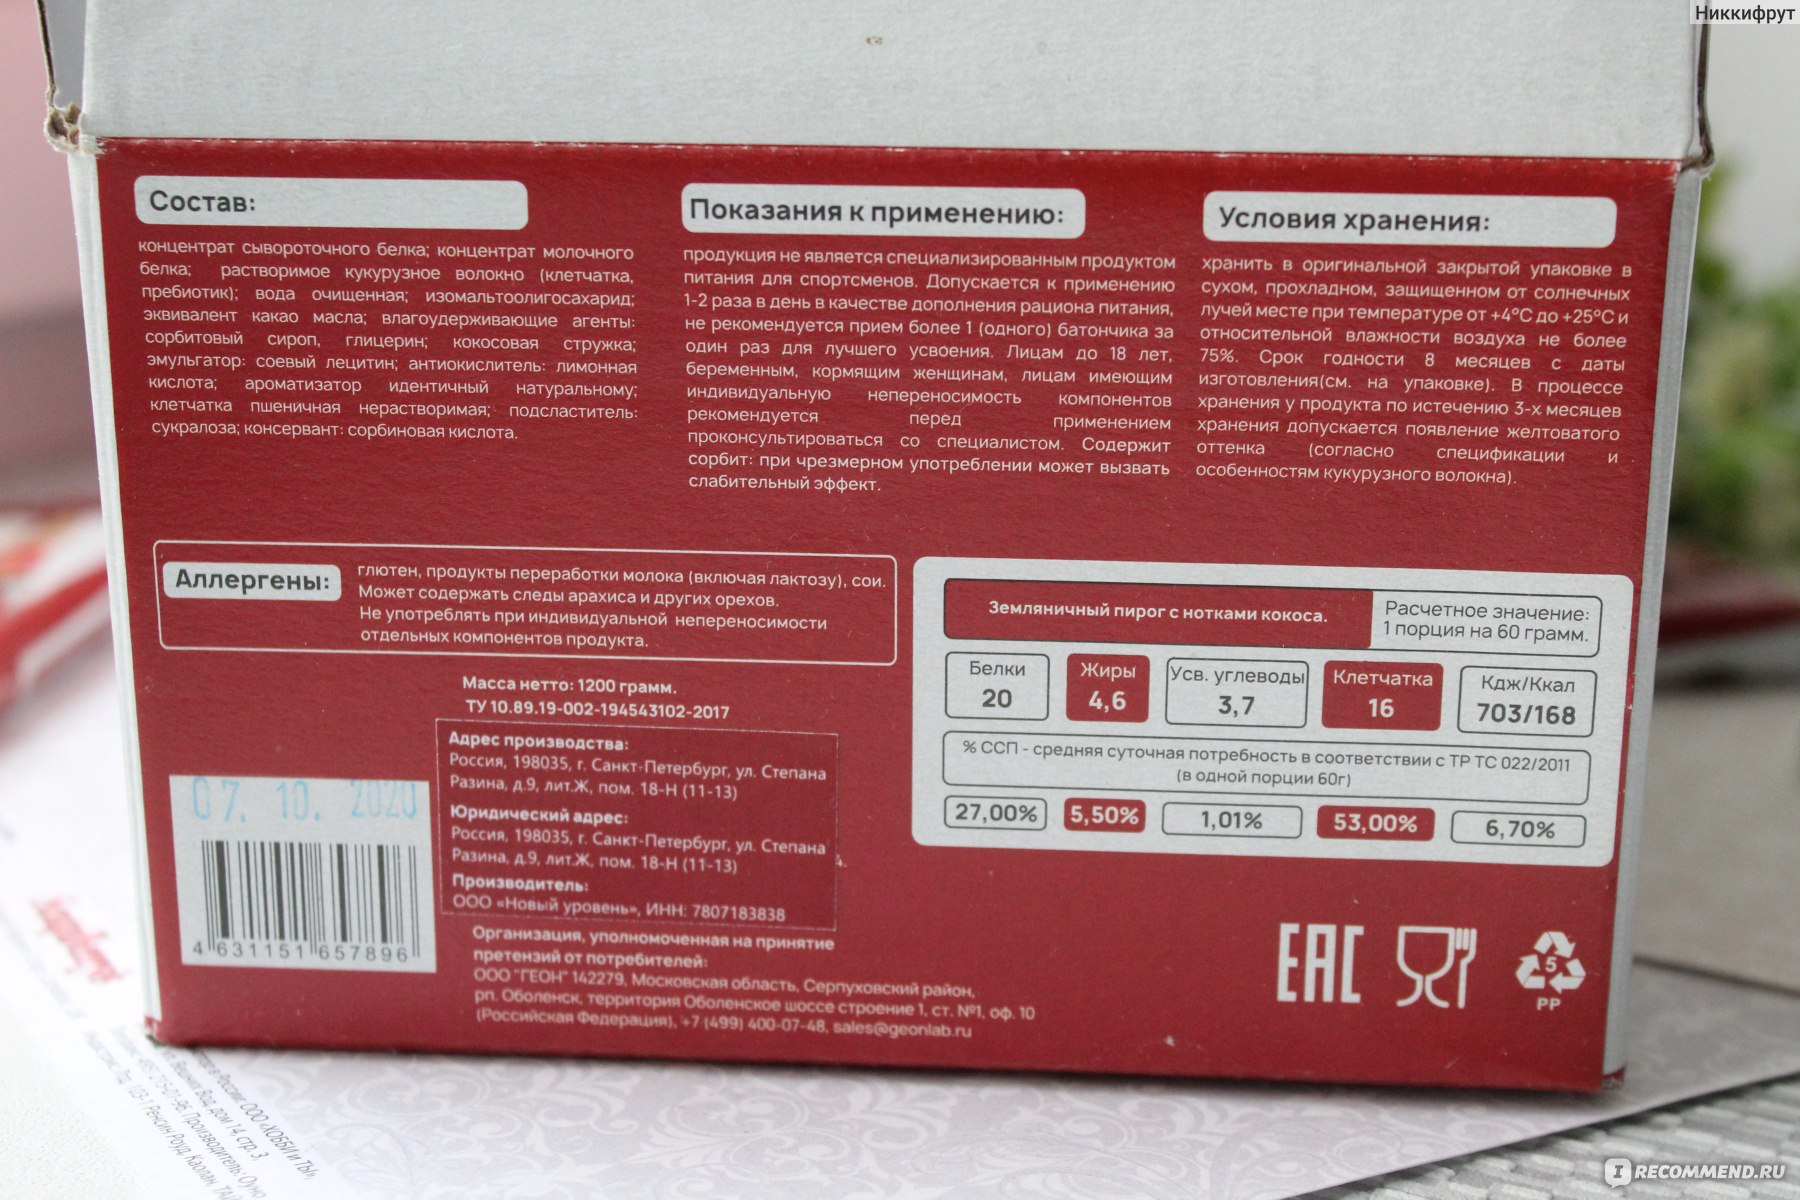 Никкифрут
Состав:
концентрат сывороточного белка; концентрат молочного
белка; растворимое кукурузное волокно (клетчатка,
пребиотик); вода очищенная; изомальтоолигосахарид;
эквивалент какао масла; влагоудерживающие агенты:
сорбитовый сироп, глицерин; кокосовая стружка;
эмульгатор: соевый лецитин; антиокислитель: лимонная
кислота; ароматизатор идентичный натуральному;
клетчатка пшеничная нерастворимая; подсластитель:
сукралоза; консервант: сорбиновая кислота.
Показания к применению:
продукция не является специализированным продуктом
питания для спортсменов. Допускается к применению
1-2 раза в день в качестве дополнения рациона питания,
не рекомендуется прием более 1 (одного) батончика за
один раз для лучшего усвоения. Лицам до 18 лет,
беременным, кормящим женщинам, лицам имеющим
индивидуальную непереносимость компонентов
рекомендуется перед применением
проконсультироваться со специалистом. Содержит
сорбит: при чрезмерном употреблении может вызвать
слабительный эффект.
Условия хранения:
хранить в оригинальной закрытой упаковке в
сухом, прохладном, защищенном от солнечных
лучей месте при температуре от +4°С до +25°С и
относительной влажности воздуха не более
75%. Срок годности 8 месяцев с даты
изготовления(см. на упаковке). В процессе
хранения у продукта по истечению 3-х месяцев
хранения допускается появление желтоватого
оттенка (согласно спецификации и
особенностям кукурузного волокна).
Аллергены:
глютен, продукты переработки молока (включая лактозу), сои.
Может содержать следы арахиса и других орехов.
Не употреблять при индивидуальной непереносимости
отдельных компонентов продукта.
Масса нетто: 1200 грамм.
ТУ 10.89.19-002-194543102-2017
Адрес производства:
Россия, 198035, г. Санкт-Петербург, ул. Степана
Разина, д.9, лит.Ж, пом. 18-Н (11-13)
Юридический адрес:
Россия, 198035, г. Санкт-Петербург, ул. Степана
Разина, д.9, лит.Ж, пом. 18-Н (11-13)
Производитель:
ООО «Новый уровень», ИНН: 7807183838
Организация, уполномоченная на принятие
претензий от потребителей:
ООО "ГЕОН" 142279, Московская область, Серпуховский район,
рп. Оболенск, территория Оболенское шоссе строение 1, ст. №1, оф. 10
(Российская Федерация), +7 (499) 400-07-48, sales@geonlab.ru
07. 10. 2020
4 631151 657896
Земляничный пирог с нотками кокоса.
Расчетное значение:
1 порция на 60 грамм.
Белки Жиры Усв. углеводы Клетчатка Кдж/Ккал
20 4,6 3,7 16 703/168
% ССП - средняя суточная потребность в соответствии с ТР ТС 022/2011
(в одной порции 60г)
27,00% 5,50% 1,01% 53,00% 6,70%
EAC
5
PP
IRECOMMEND.RU